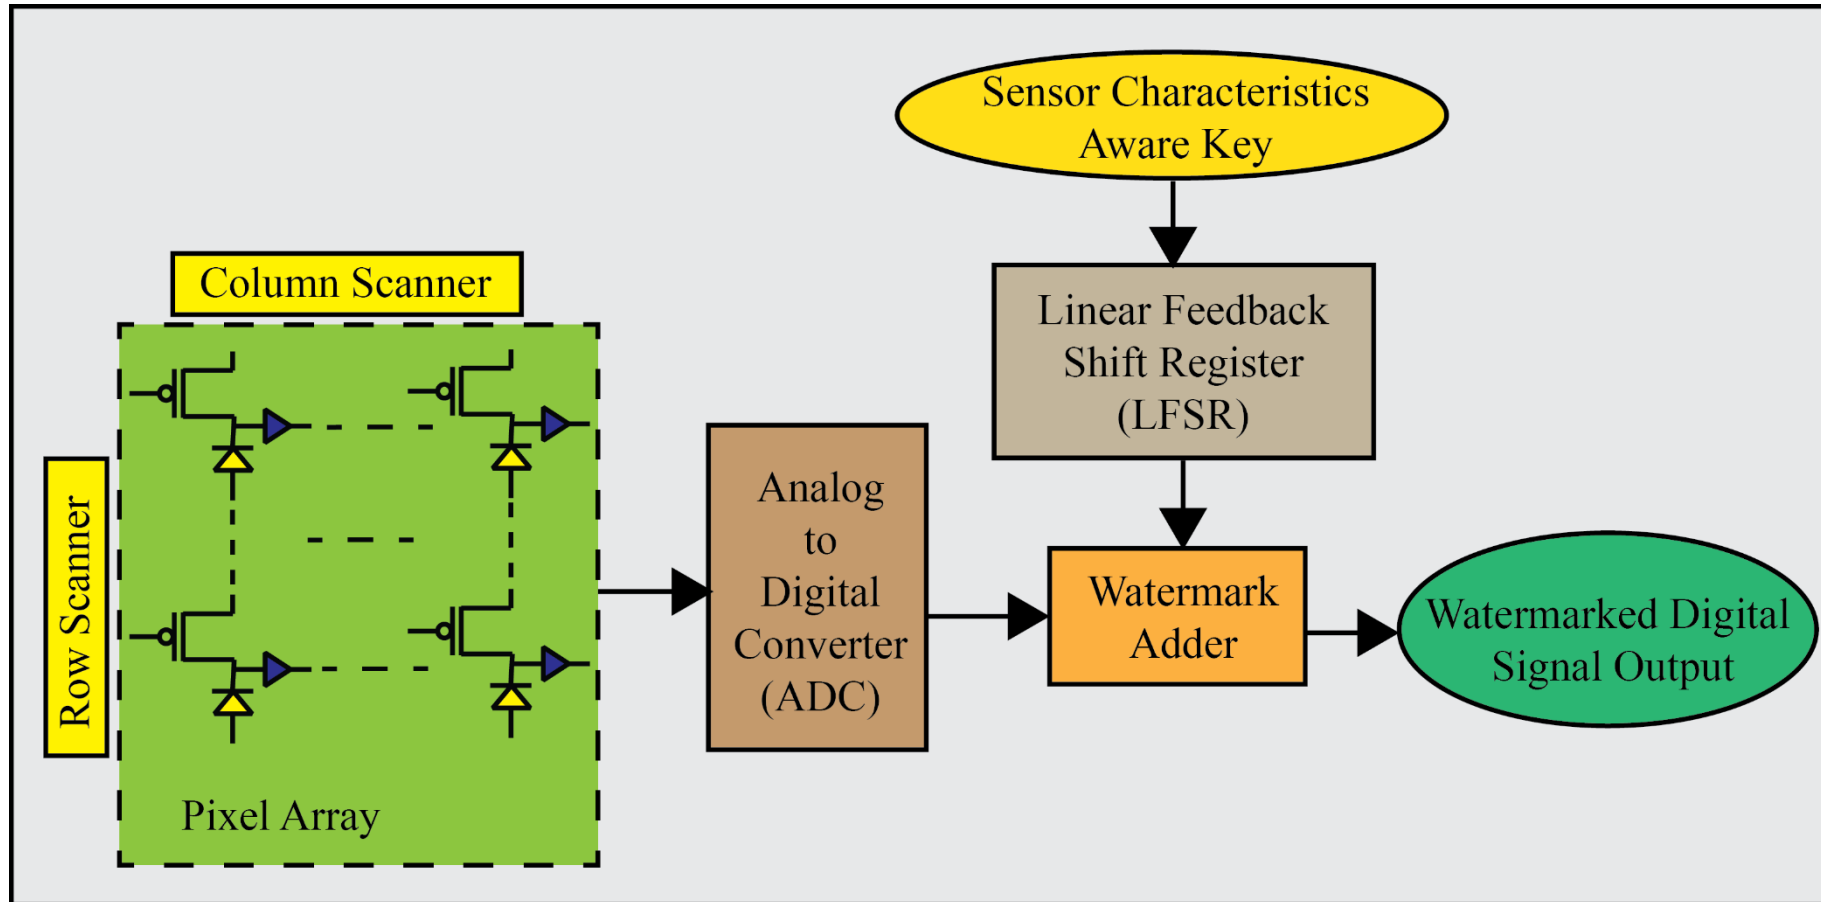 Sensor Characteristics
Aware Key
Column Scanner
Linear Feedback
Shift Register
(LFSR)
Row Scanner
Analog
to
Digital
Converter
(ADC)
Watermark
Adder
Watermarked Digital
Signal Output
Pixel Array